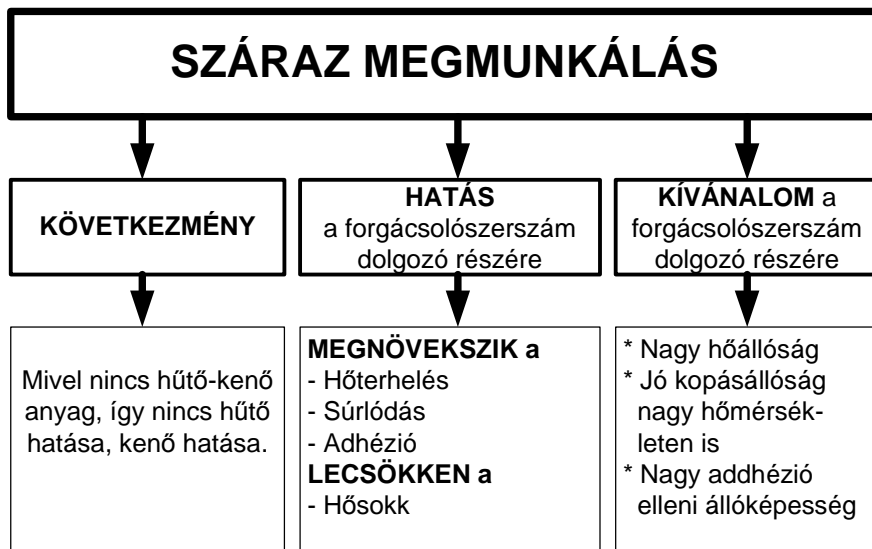 SZÁRAZ MEGMUNKÁLÁS
KÖVETKEZMÉNY
HATÁS
a forgácsolószerszám
dolgozó részére
KÍVÁNALOM a
forgácsolószerszám
dolgozó részére
Mivel nincs hűtő-kenő
anyag, így nincs hűtő
hatása, kenő hatása.
MEGNÖVEKSZIK a
- Hőterhelés
- Súrlódás
- Adhézió
LECSÖKKEN a
- Hősokk
* Nagy hőállóság
* Jó kopásállóság
nagy hőmérsék-
leten is
* Nagy addhézió
elleni állóképesség